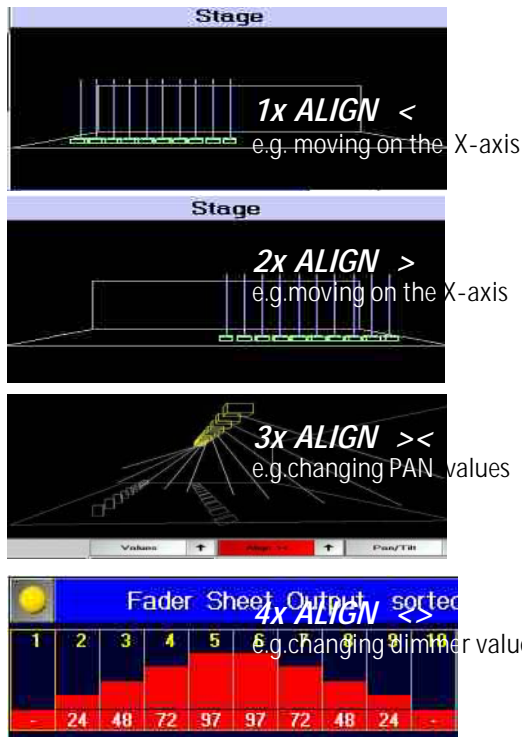 Stage
1x ALIGN <
e.g. moving on the X-axis
Stage
2x ALIGN >
e.g.moving on the X-axis
3x ALIGN ><
e.g.changing PAN values
Values Align >< Pan/Tilt
Fader Sheet Output sorted
4x ALIGN <>
e.g.changing dimmer value
1 2 3 4 5 6 7 8 9 10
- 24 48 72 97 97 72 48 24 -